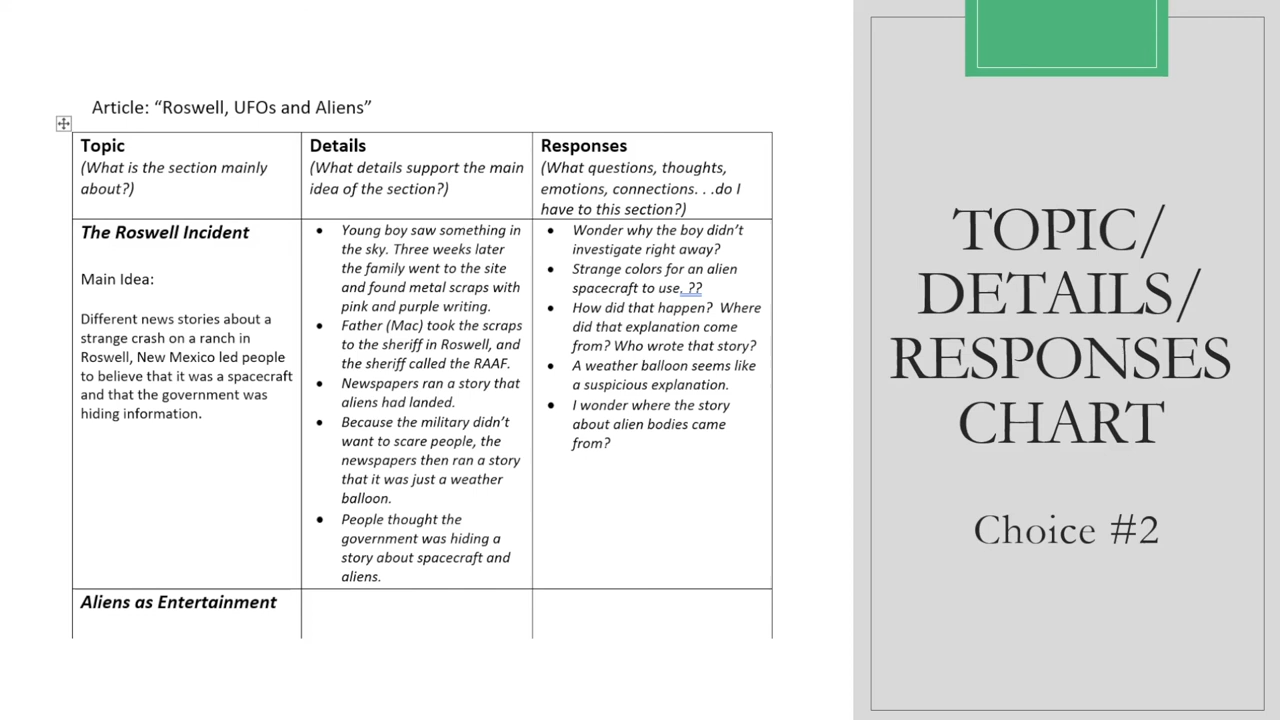 Article: “Roswell, UFOs and Aliens”
Topic
(What is the section mainly
about?)
Details
(What details support the main
idea of the section?)
Responses
(What questions, thoughts,
emotions, connections. . .do I
have to this section?)
The Roswell Incident
Main Idea:
Different news stories about a
strange crash on a ranch in
Roswell, New Mexico led people
to believe that it was a spacecraft
and that the government was
hiding information.
• Young boy saw something in
the sky. Three weeks later
the family went to the site
and found metal scraps with
pink and purple writing.
• Father (Mac) took the scraps
to the sheriff in Roswell, and
the sheriff called the RAAF.
• Newspapers ran a story that
aliens had landed.
• Because the military didn’t
want to scare people, the
newspapers then ran a story
that it was just a weather
balloon.
• People thought the
government was hiding a
story about spacecraft and
aliens.
• Wonder why the boy didn’t
investigate right away?
• Strange colors for an alien
spacecraft to use. ??
• How did that happen?  Where
did that explanation come
from? Who wrote that story?
• A weather balloon seems like
a suspicious explanation.
• I wonder where the story
about alien bodies came
from?
Aliens as Entertainment
TOPIC/
DETAILS/
RESPONSES
CHART
Choice #2